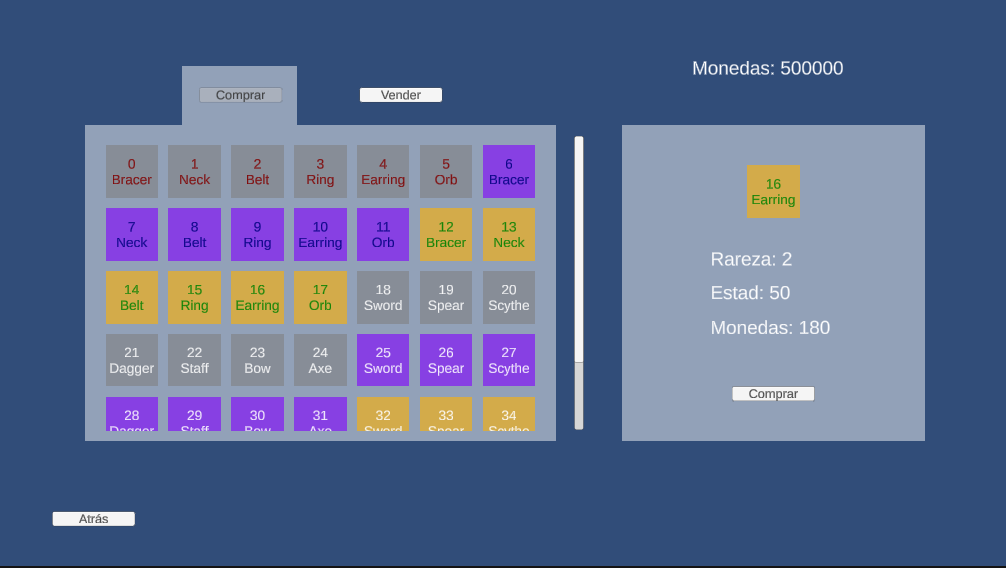 Monedas: 500000
Comprar
Vender
0
Bracer
1
Neck
2
Belt
3
Ring
4
Earring
5
Orb
6
Bracer
7
Neck
8
Belt
9
Ring
10
Earring
11
Orb
12
Bracer
13
Neck
14
Belt
15
Ring
16
Earring
17
Orb
18
Sword
19
Spear
20
Scythe
21
Dagger
22
Staff
23
Bow
24
Axe
25
Sword
26
Spear
27
Scythe
28
Dagger
29
Staff
30
Bow
31
Axe
32
Sword
33
Spear
34
Scythe
16
Earring
Rareza: 2
Estad: 50
Monedas: 180
Comprar
Atrás